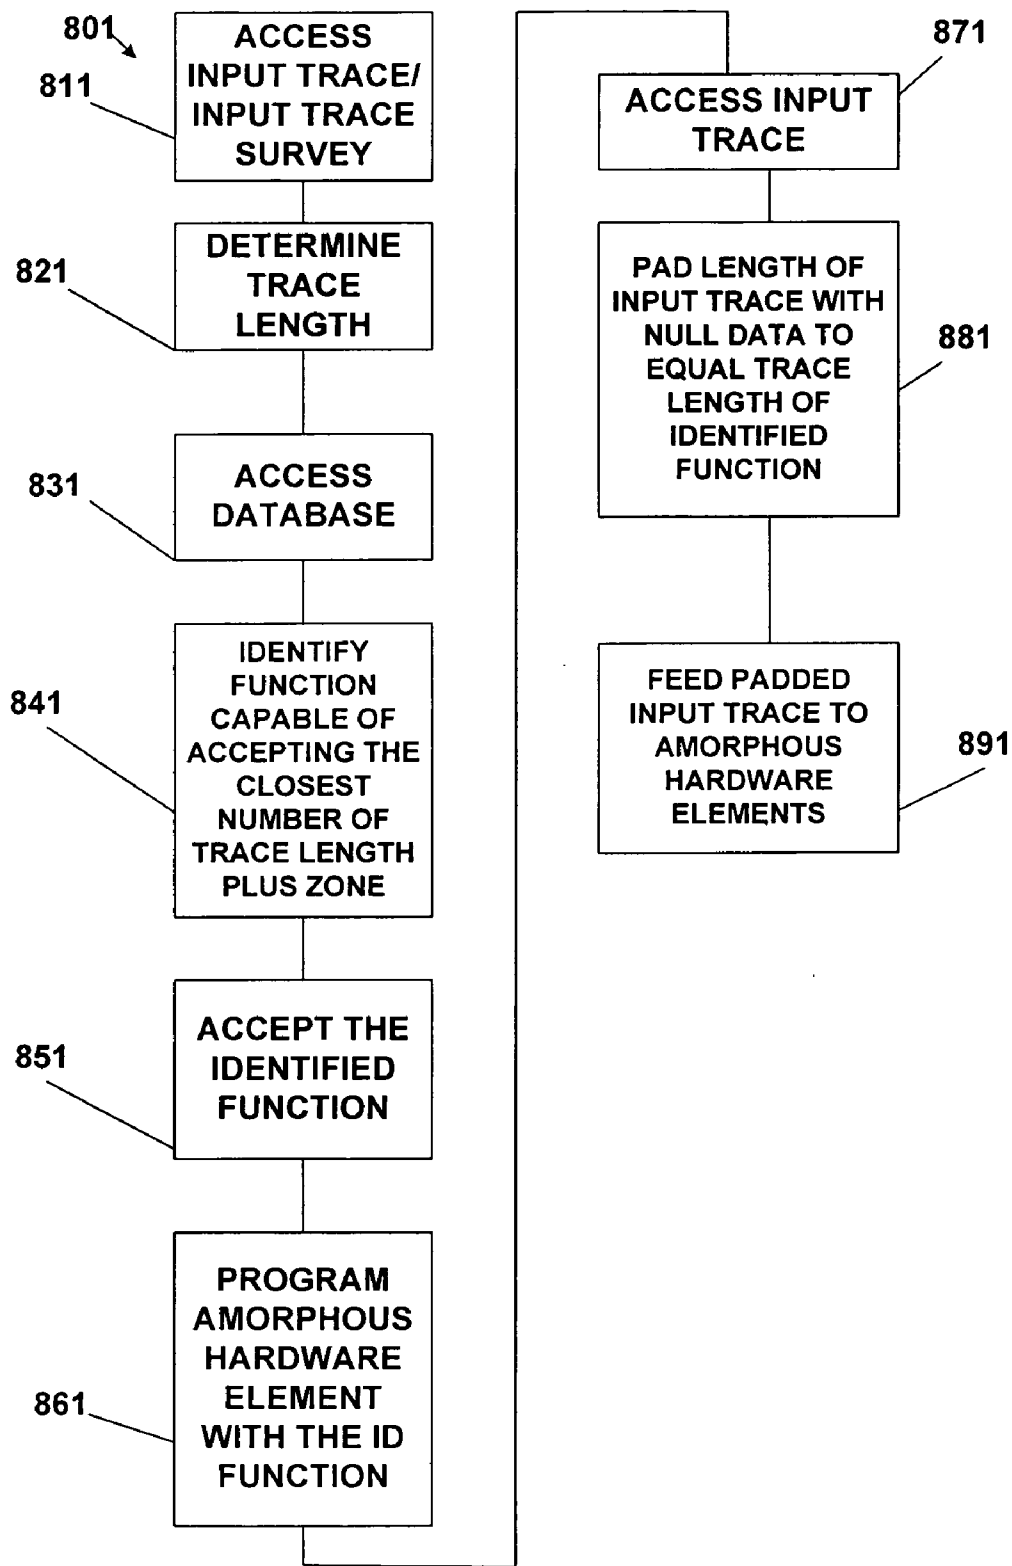 801
811
ACCESS
INPUT TRACE/
INPUT TRACE
SURVEY
821
DETERMINE
TRACE
LENGTH
831
ACCESS
DATABASE
841
IDENTIFY
FUNCTION
CAPABLE OF
ACCEPTING THE
CLOSEST
NUMBER OF
TRACE LENGTH
PLUS ZONE
851
ACCEPT THE
IDENTIFIED
FUNCTION
861
PROGRAM
AMORPHOUS
HARDWARE
ELEMENT
WITH THE ID
FUNCTION
871
ACCESS INPUT
TRACE
PAD LENGTH OF
INPUT TRACE WITH
NULL DATA TO
EQUAL TRACE
LENGTH OF
IDENTIFIED
FUNCTION
881
FEED PADDED
INPUT TRACE TO
AMORPHOUS
HARDWARE
ELEMENTS
891